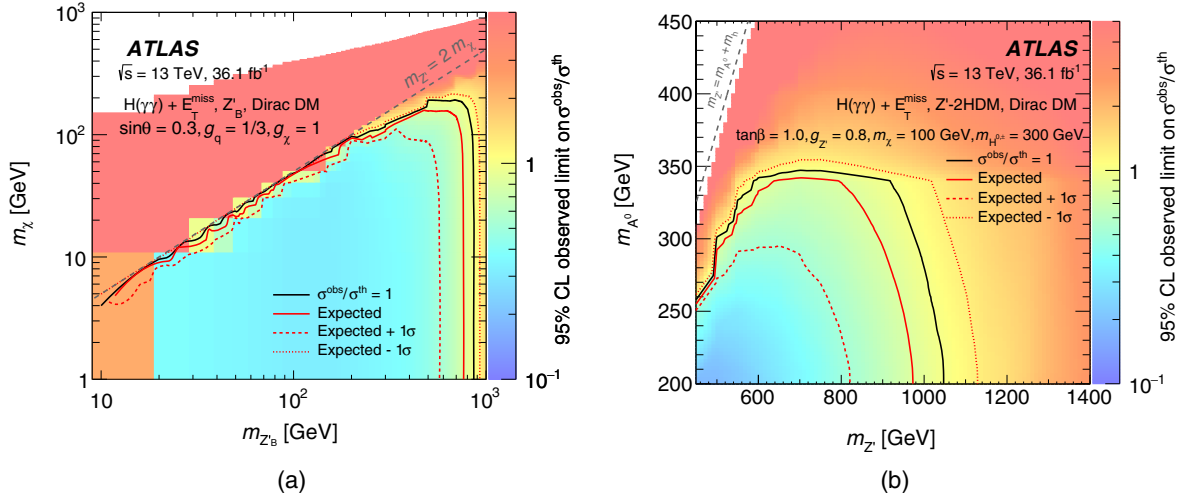 10³
10²
10
1
m_χ [GeV]
ATLAS
√s = 13 TeV, 36.1 fb¹
H(γγ) + E_T^miss, Z'_B, Dirac DM
sinθ = 0.3, g_q = 1/3, g_χ = 1
m_Z' = 2 m_χ
σ^obs/σ^th = 1
Expected
Expected + 1σ
Expected - 1σ
10 10² 10³
m_Z'_B [GeV]
1
10⁻¹
95% CL observed limit on σ^obs/σ^th
(a)
450
400
350
300
250
200
m_A⁰ [GeV]
m_Z' = m_A⁰ + m_h
ATLAS
√s = 13 TeV, 36.1 fb¹
H(γγ) + E_T^miss, Z'-2HDM, Dirac DM
tanβ = 1.0, g_Z' = 0.8, m_χ = 100 GeV, m_H^0,± = 300 GeV
σ^obs/σ^th = 1
Expected
Expected + 1σ
Expected - 1σ
600 800 1000 1200 1400
m_Z' [GeV]
1
10⁻¹
95% CL observed limit on σ^obs/σ^th
(b)